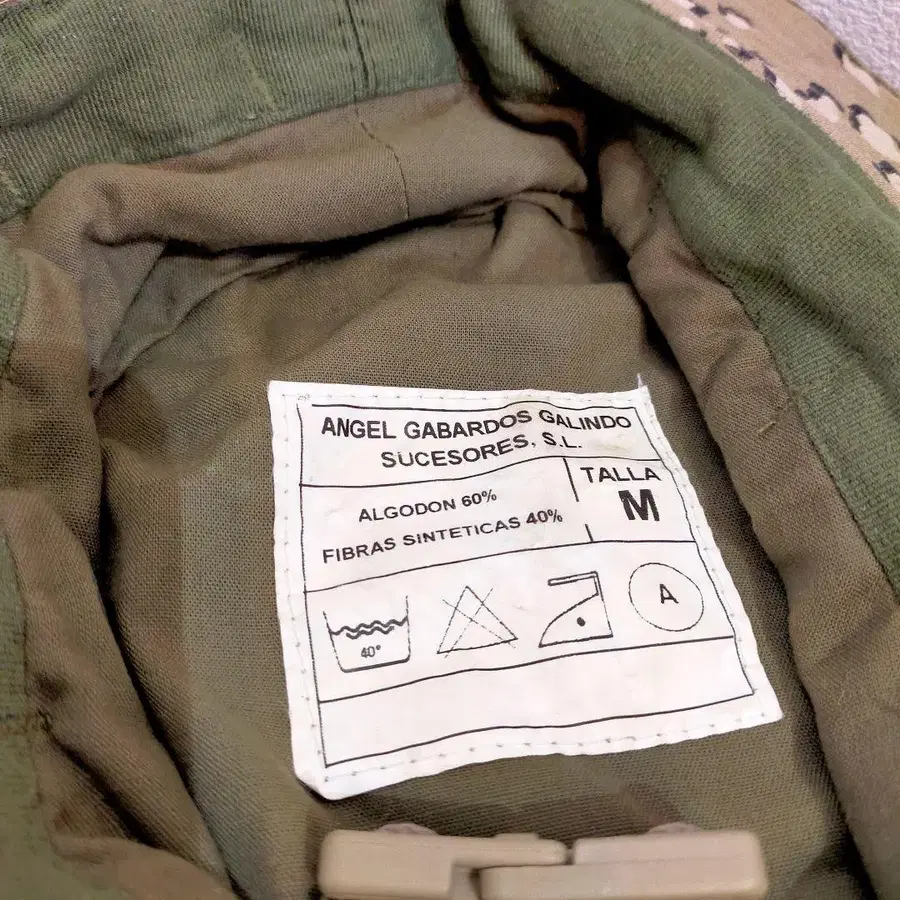 ANGEL GABARDOS GALINDO
SUCESORES, S.L.
ALGODON 60%
FIBRAS SINTETICAS 40%
TALLA
M
40°
A